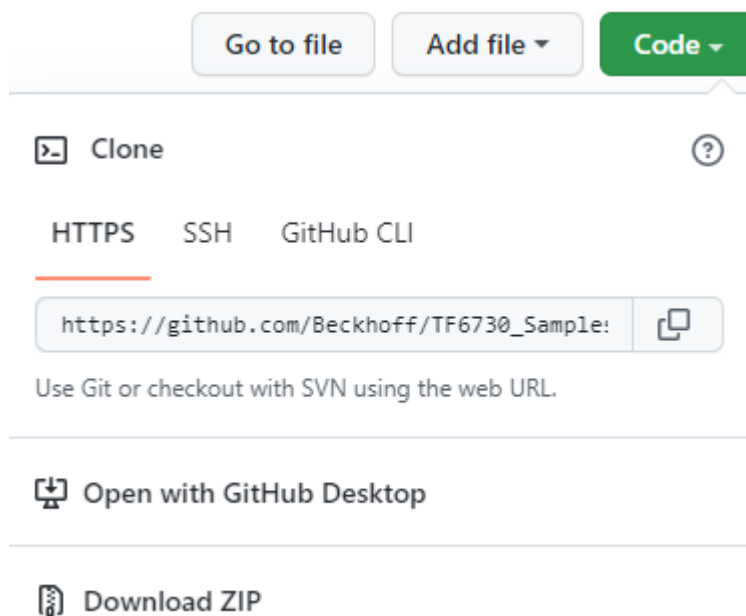 Go to file Add file Code
Clone
HTTPS SSH GitHub CLI
https://github.com/Beckhoff/TF6730_Sample
Use Git or checkout with SVN using the web URL.
Open with GitHub Desktop
Download ZIP